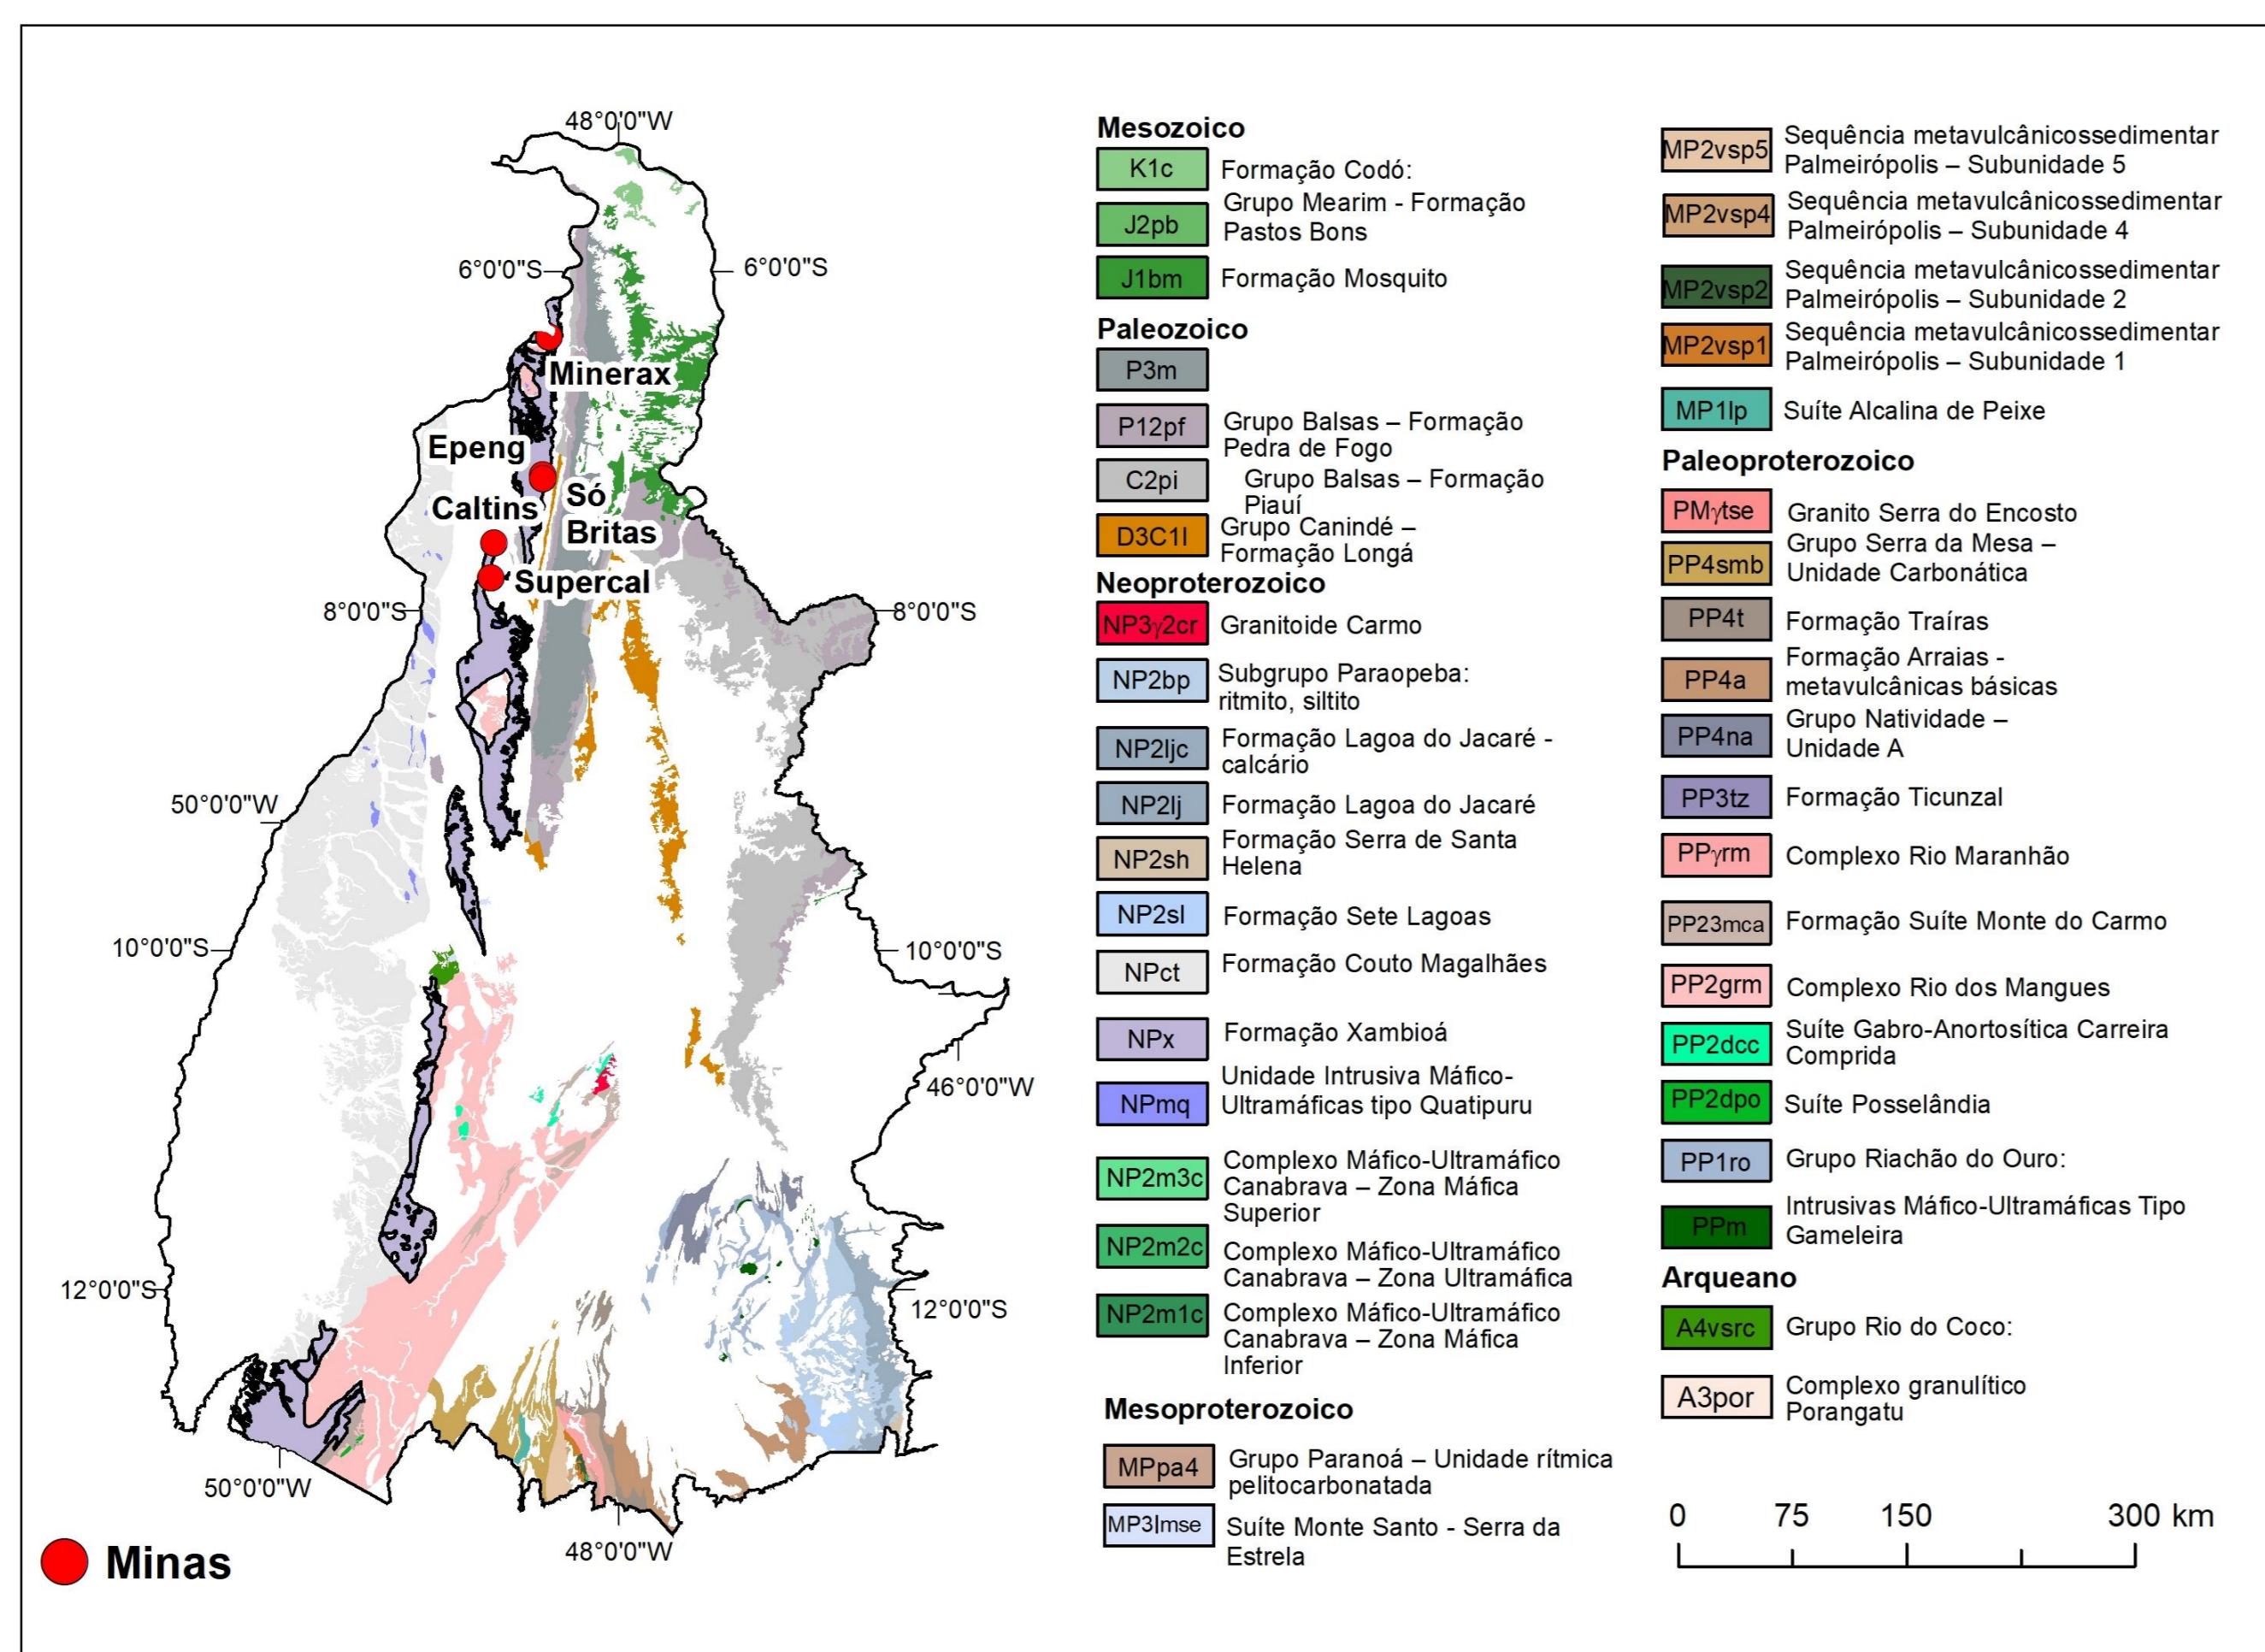 48°0'0"W
6°0'0"S
6°0'0"S
Minerax
Epeng
Só
Britas
Caltins
Supercal
8°0'0"S
8°0'0"S
50°0'0"W
10°0'0"S
10°0'0"S
46°0'0"W
12°0'0"S
12°0'0"S
50°0'0"W
48°0'0"W
Minas
Mesozoico
K1c
Formação Codó:
J2pb
Grupo Mearim - Formação
Pastos Bons
J1bm
Formação Mosquito
Paleozoico
P3m
P12pf
Grupo Balsas – Formação
Pedra de Fogo
C2pi
Grupo Balsas – Formação
Piauí
D3C1l
Grupo Canindé –
Formação Longá
Neoproterozoico
NP3γ2cr
Granitoide Carmo
NP2bp
Subgrupo Paraopeba:
ritmito, siltito
NP2ljc
Formação Lagoa do Jacaré -
calcário
NP2lj
Formação Lagoa do Jacaré
NP2sh
Formação Serra de Santa
Helena
NP2sl
Formação Sete Lagoas
NPct
Formação Couto Magalhães
NPx
Formação Xambioá
NPmq
Unidade Intrusiva Máfico-
Ultramáficas tipo Quatipuru
NP2m3c
Complexo Máfico-Ultramáfico
Canabrava – Zona Máfica
Superior
NP2m2c
Complexo Máfico-Ultramáfico
Canabrava – Zona Ultramáfica
NP2m1c
Complexo Máfico-Ultramáfico
Canabrava – Zona Máfica
Inferior
Mesoproterozoico
MPpa4
Grupo Paranoá – Unidade rítmica
pelitocarbonatada
MP3lmse
Suíte Monte Santo - Serra da
Estrela
MP2vsp5
Sequência metavulcânicossedimentar
Palmeirópolis – Subunidade 5
MP2vsp4
Sequência metavulcânicossedimentar
Palmeirópolis – Subunidade 4
MP2vsp2
Sequência metavulcânicossedimentar
Palmeirópolis – Subunidade 2
MP2vsp1
Sequência metavulcânicossedimentar
Palmeirópolis – Subunidade 1
MP1lp
Suíte Alcalina de Peixe
Paleoproterozoico
PMγtse
Granito Serra do Encosto
PP4smb
Grupo Serra da Mesa –
Unidade Carbonática
PP4t
Formação Traíras
PP4a
Formação Arraias -
metavulcânicas básicas
PP4na
Grupo Natividade –
Unidade A
PP3tz
Formação Ticunzal
PPγrm
Complexo Rio Maranhão
PP23mca
Formação Suíte Monte do Carmo
PP2grm
Complexo Rio dos Mangues
PP2dcc
Suíte Gabro-Anortosítica Carreira
Comprida
PP2dpo
Suíte Posselândia
PP1ro
Grupo Riachão do Ouro:
PPm
Intrusivas Máfico-Ultramáficas Tipo
Gameleira
Arqueano
A4vsrc
Grupo Rio do Coco:
A3por
Complexo granulítico
Porangatu
0 75 150 300 km